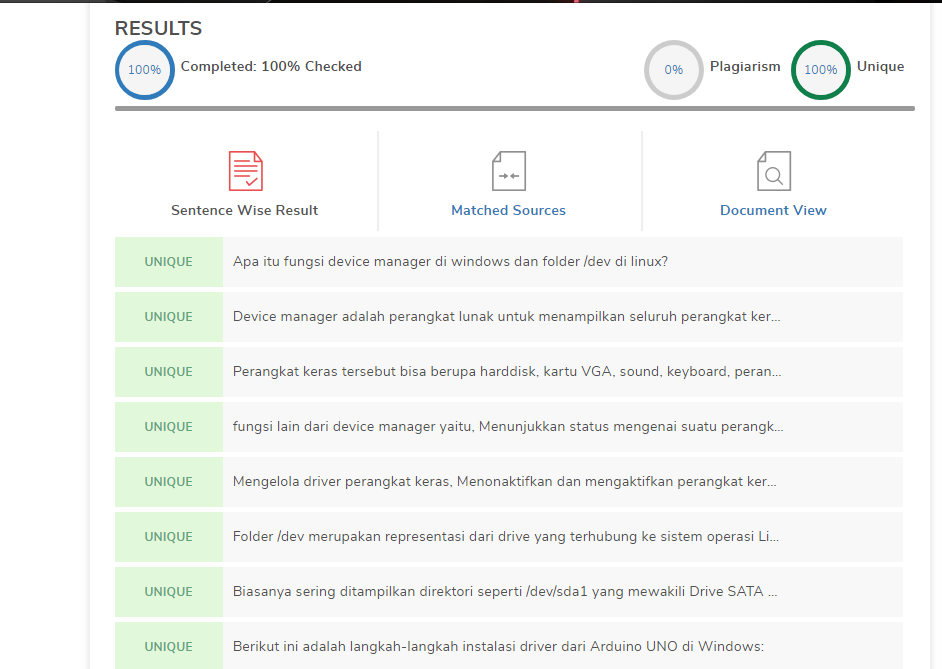 RESULTS
100%
Completed: 100% Checked
0%
Plagiarism
100%
Unique
Sentence Wise Result
Matched Sources
Document View
UNIQUE
Apa itu fungsi device manager di windows dan folder /dev di linux?
UNIQUE
Device manager adalah perangkat lunak untuk menampilkan seluruh perangkat ker...
UNIQUE
Perangkat keras tersebut bisa berupa harddisk, kartu VGA, sound, keyboard, peran...
UNIQUE
fungsi lain dari device manager yaitu, Menunjukkan status mengenai suatu perangk...
UNIQUE
Mengelola driver perangkat keras, Menonaktifkan dan mengaktifkan perangkat ker...
UNIQUE
Folder /dev merupakan representasi dari drive yang terhubung ke sistem operasi Li...
UNIQUE
Biasanya sering ditampilkan direktori seperti /dev/sda1 yang mewakili Drive SATA ...
UNIQUE
Berikut ini adalah langkah-langkah instalasi driver dari Arduino UNO di Windows: